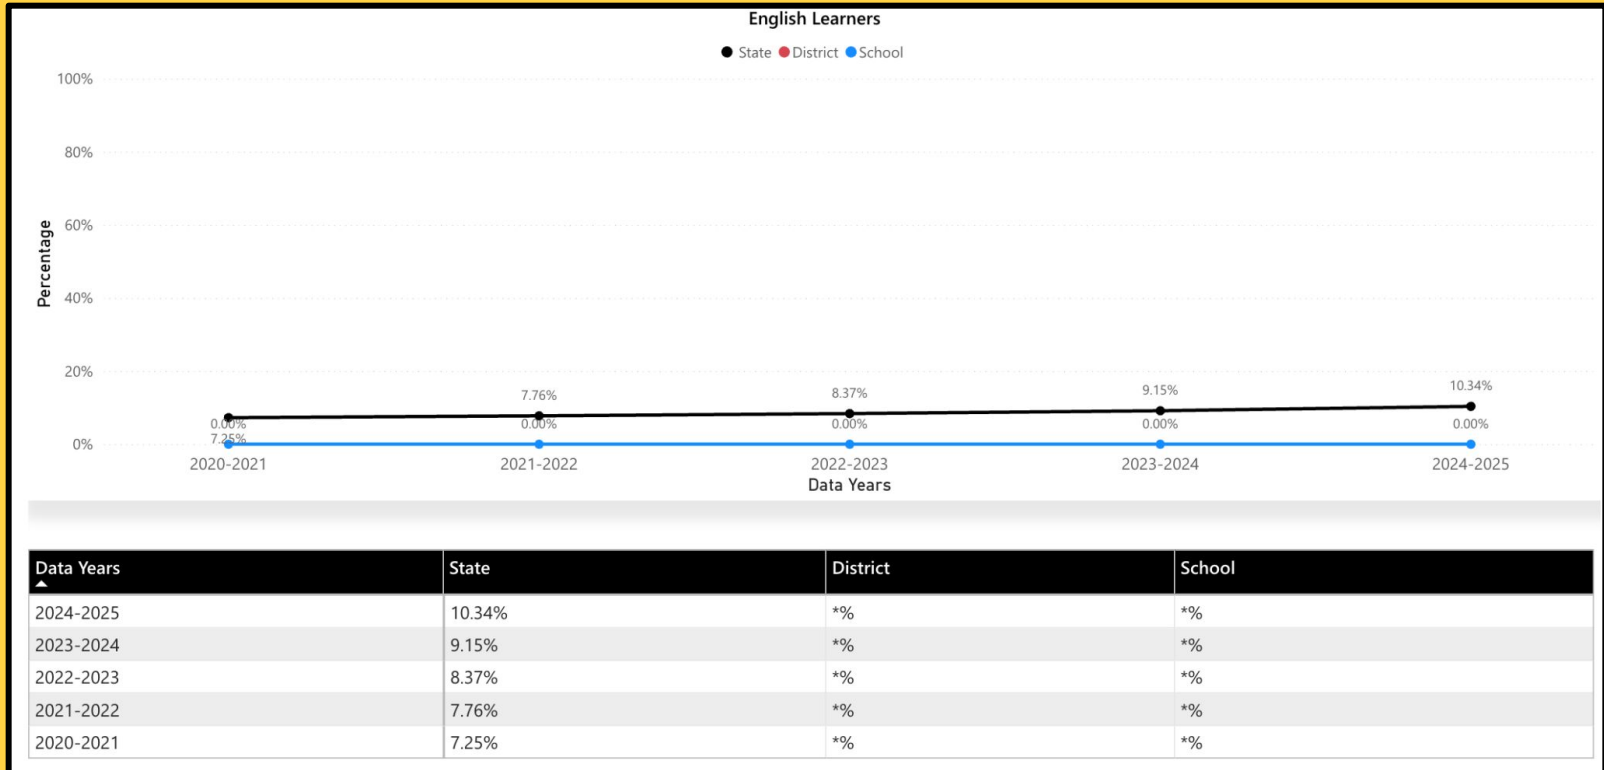 English Learners
State District School
100%
80%
60%
40%
20%
0%
Percentage
7.76% 8.37% 9.15% 10.34%
0.00% 0.00% 0.00% 0.00% 0.00%
7.25%
2020-2021 2021-2022 2022-2023 2023-2024 2024-2025
Data Years
Data Years State District School
2024-2025 10.34% *% *%
2023-2024 9.15% *% *%
2022-2023 8.37% *% *%
2021-2022 7.76% *% *%
2020-2021 7.25% *% *%